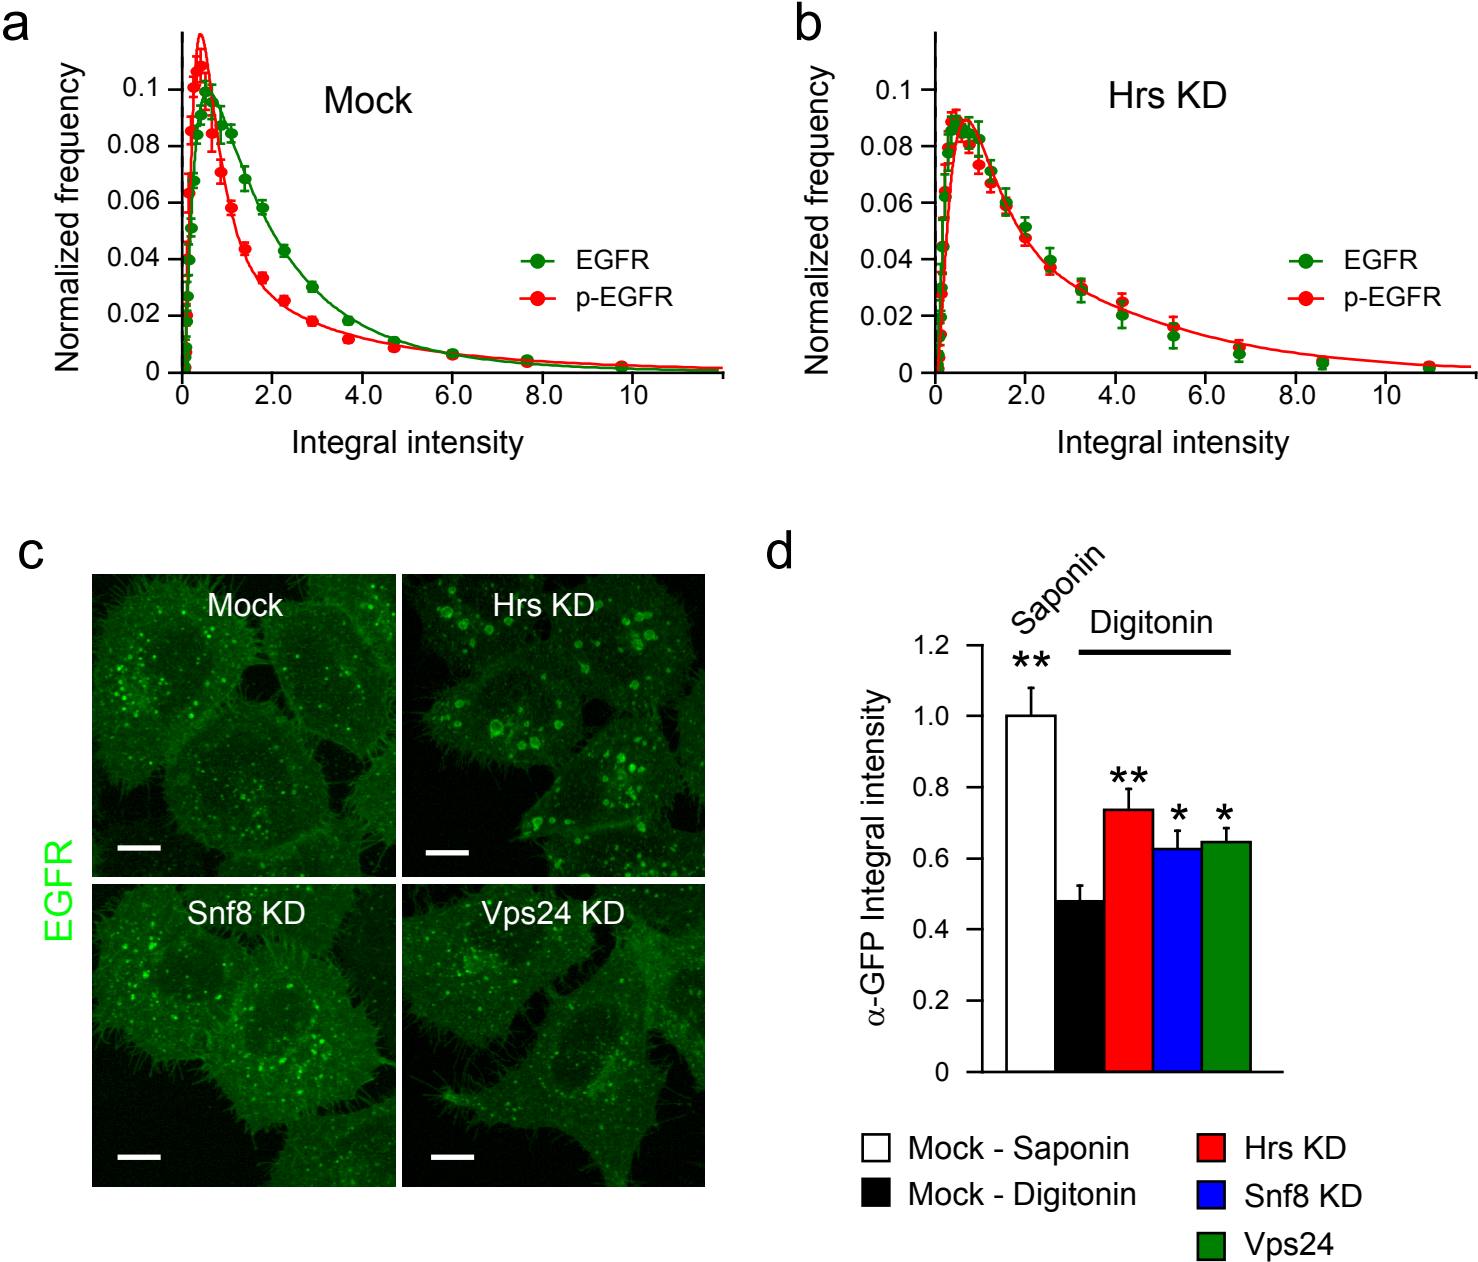 a
Mock
Normalized frequency
0.1
0.08
0.06
0.04
0.02
0
EGFR
p-EGFR
0 2.0 4.0 6.0 8.0 10
Integral intensity
b
Hrs KD
Normalized frequency
0.1
0.08
0.06
0.04
0.02
0
EGFR
p-EGFR
0 2.0 4.0 6.0 8.0 10
Integral intensity
c
EGFR
Mock
Hrs KD
Snf8 KD
Vps24 KD
d
Saponin
Digitonin
α-GFP Integral intensity
1.2
1.0
0.8
0.6
0.4
0.2
0
**
**
*
*
Mock - Saponin
Mock - Digitonin
Hrs KD
Snf8 KD
Vps24